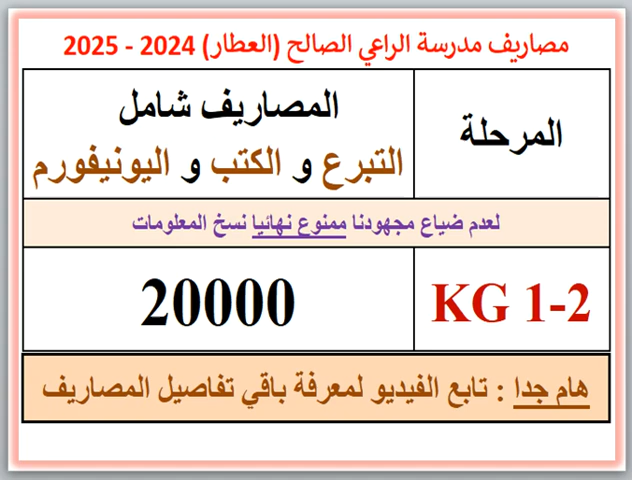 مصاريف مدرسة الراعي الصالح (العطار) 2024 - 2025
المرحلة
المصاريف شامل
التبرع و الكتب و اليونيفورم
لعدم ضياع مجهودنا ممنوع نهائيا نسخ المعلومات
KG 1-2
20000
هام جدا : تابع الفيديو لمعرفة باقي تفاصيل المصاريف